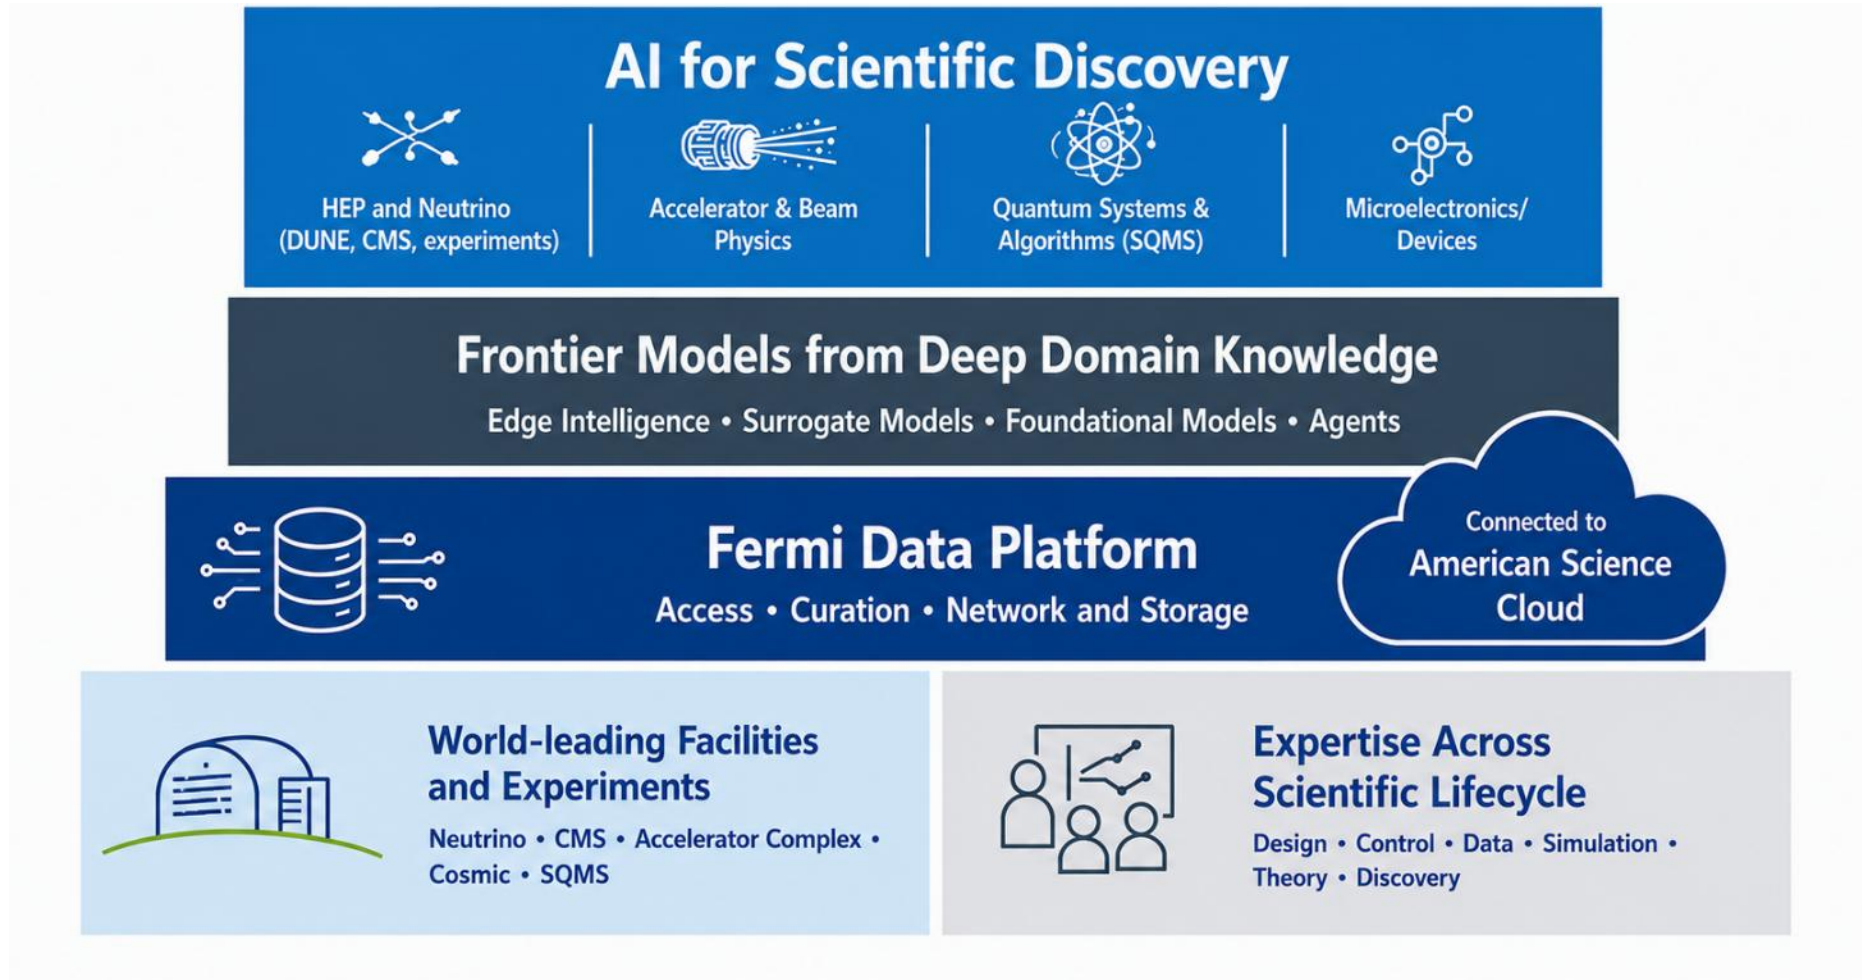 AI for Scientific Discovery
HEP and Neutrino
(DUNE, CMS, experiments)
Accelerator & Beam
Physics
Quantum Systems &
Algorithms (SQMS)
Microelectronics/
Devices
Frontier Models from Deep Domain Knowledge
Edge Intelligence • Surrogate Models • Foundational Models • Agents
Fermi Data Platform
Access • Curation • Network and Storage
Connected to
American Science
Cloud
World-leading Facilities
and Experiments
Neutrino • CMS • Accelerator Complex •
Cosmic • SQMS
Expertise Across
Scientific Lifecycle
Design • Control • Data • Simulation •
Theory • Discovery